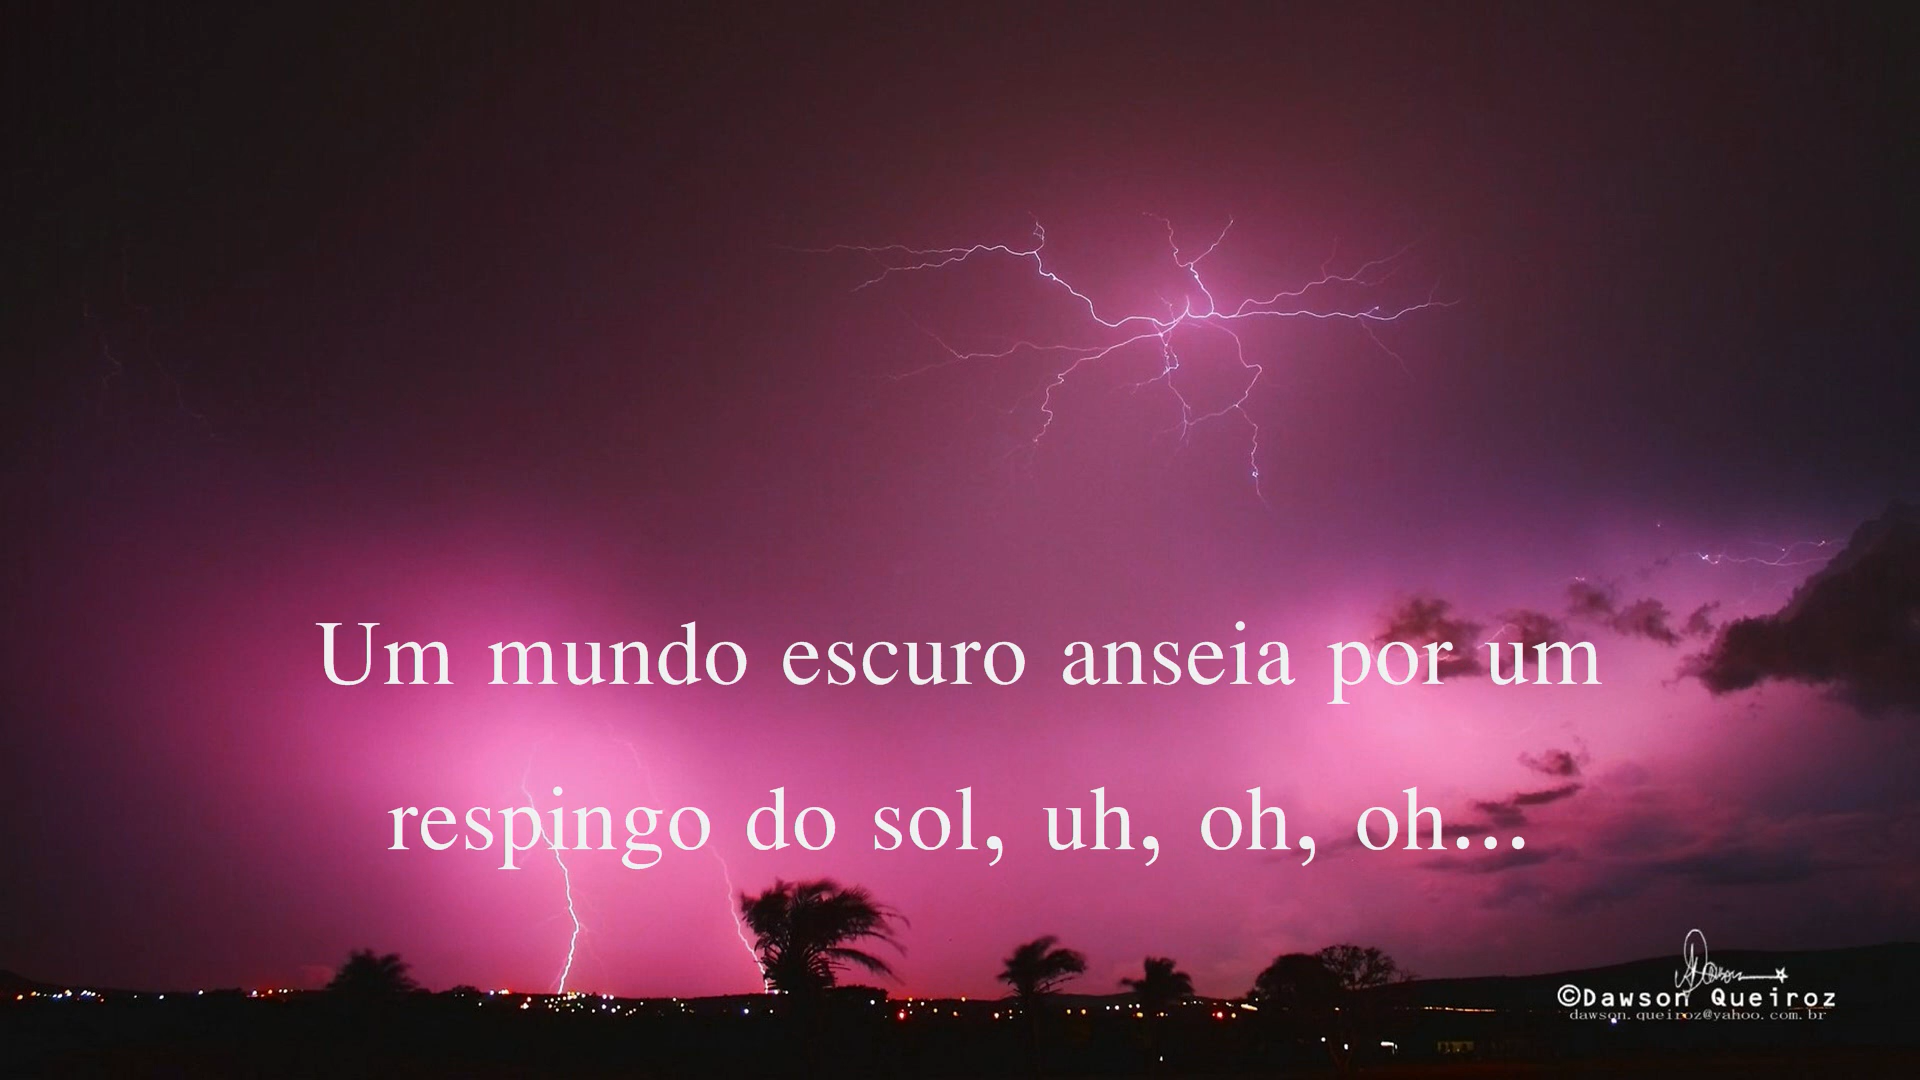 Um mundo escuro anseia por um
respingo do sol, uh, oh, oh...
©Dawson Queiroz
dawson.queiroz@yahoo.com.br